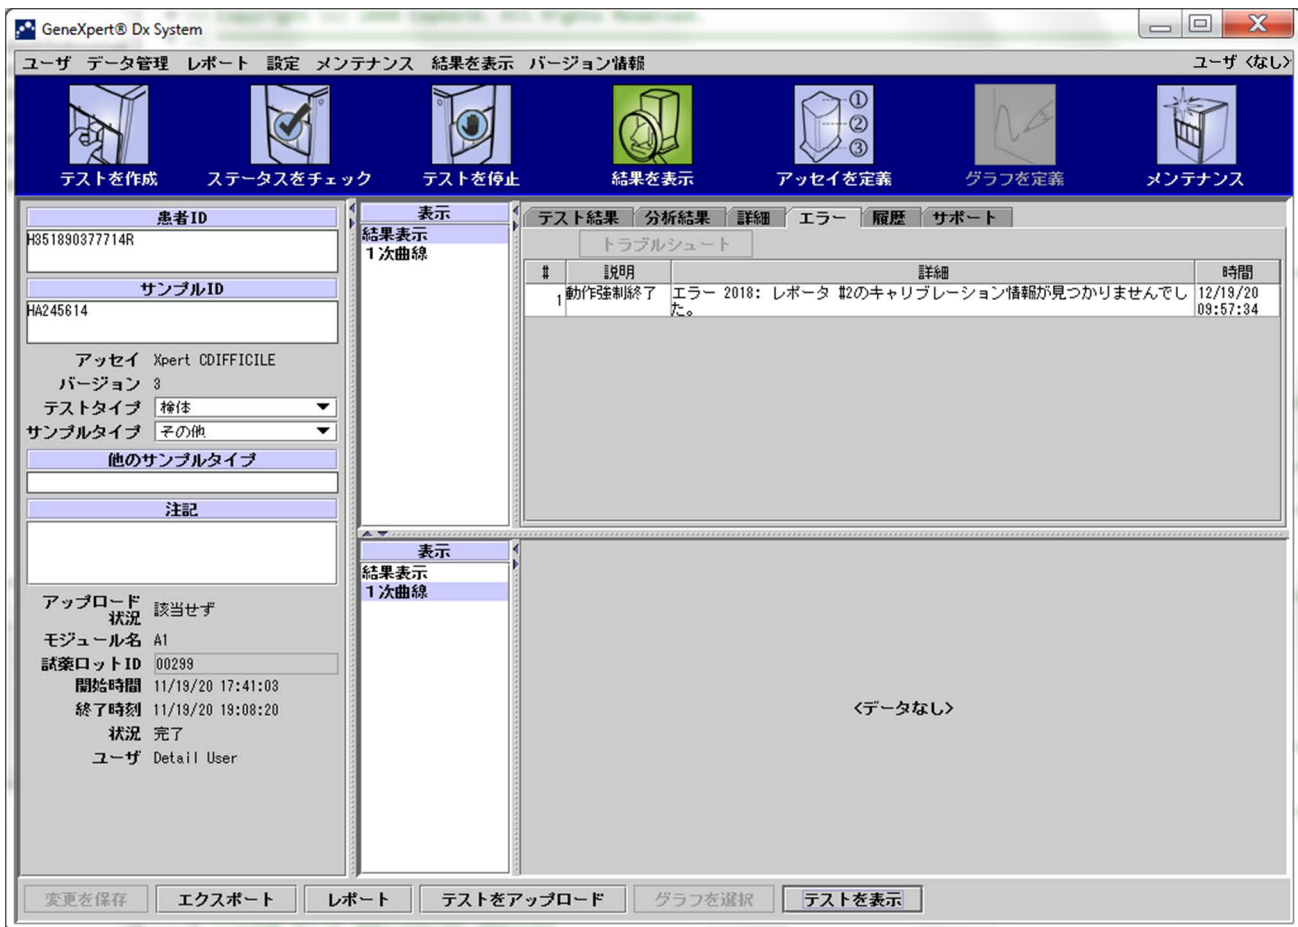 GeneXpert® Dx System
ユーザ データ管理 レポート 設定 メンテナンス 結果を表示 バージョン情報 ユーザ <なし>
① ② ③
テストを作成 ステータスをチェック テストを停止 結果を表示 アッセイを定義 グラフを定義 メンテナンス
患者ID
H351890377714R
サンプルID
HA245614
アッセイ Xpert CDIFFICILE
バージョン 3
テストタイプ 検体
サンプルタイプ その他
他のサンプルタイプ
注記
アップロード
状況 該当せず
モジュール名 A1
試薬ロットID 00299
開始時間 11/19/20 17:41:03
終了時刻 11/19/20 19:08:20
状況 完了
ユーザ Detail User
表示
結果表示
1次曲線
テスト結果 分析結果 詳細 エラー 履歴 サポート
トラブルシュート
# 説明 詳細 時間
1 動作強制終了 エラー 2018: レポータ #2のキャリブレーション情報が見つかりませんでし 12/19/20
た。 09:57:34
表示
結果表示
1次曲線
<データなし>
変更を保存 エクスポート レポート テストをアップロード グラフを選択 テストを表示